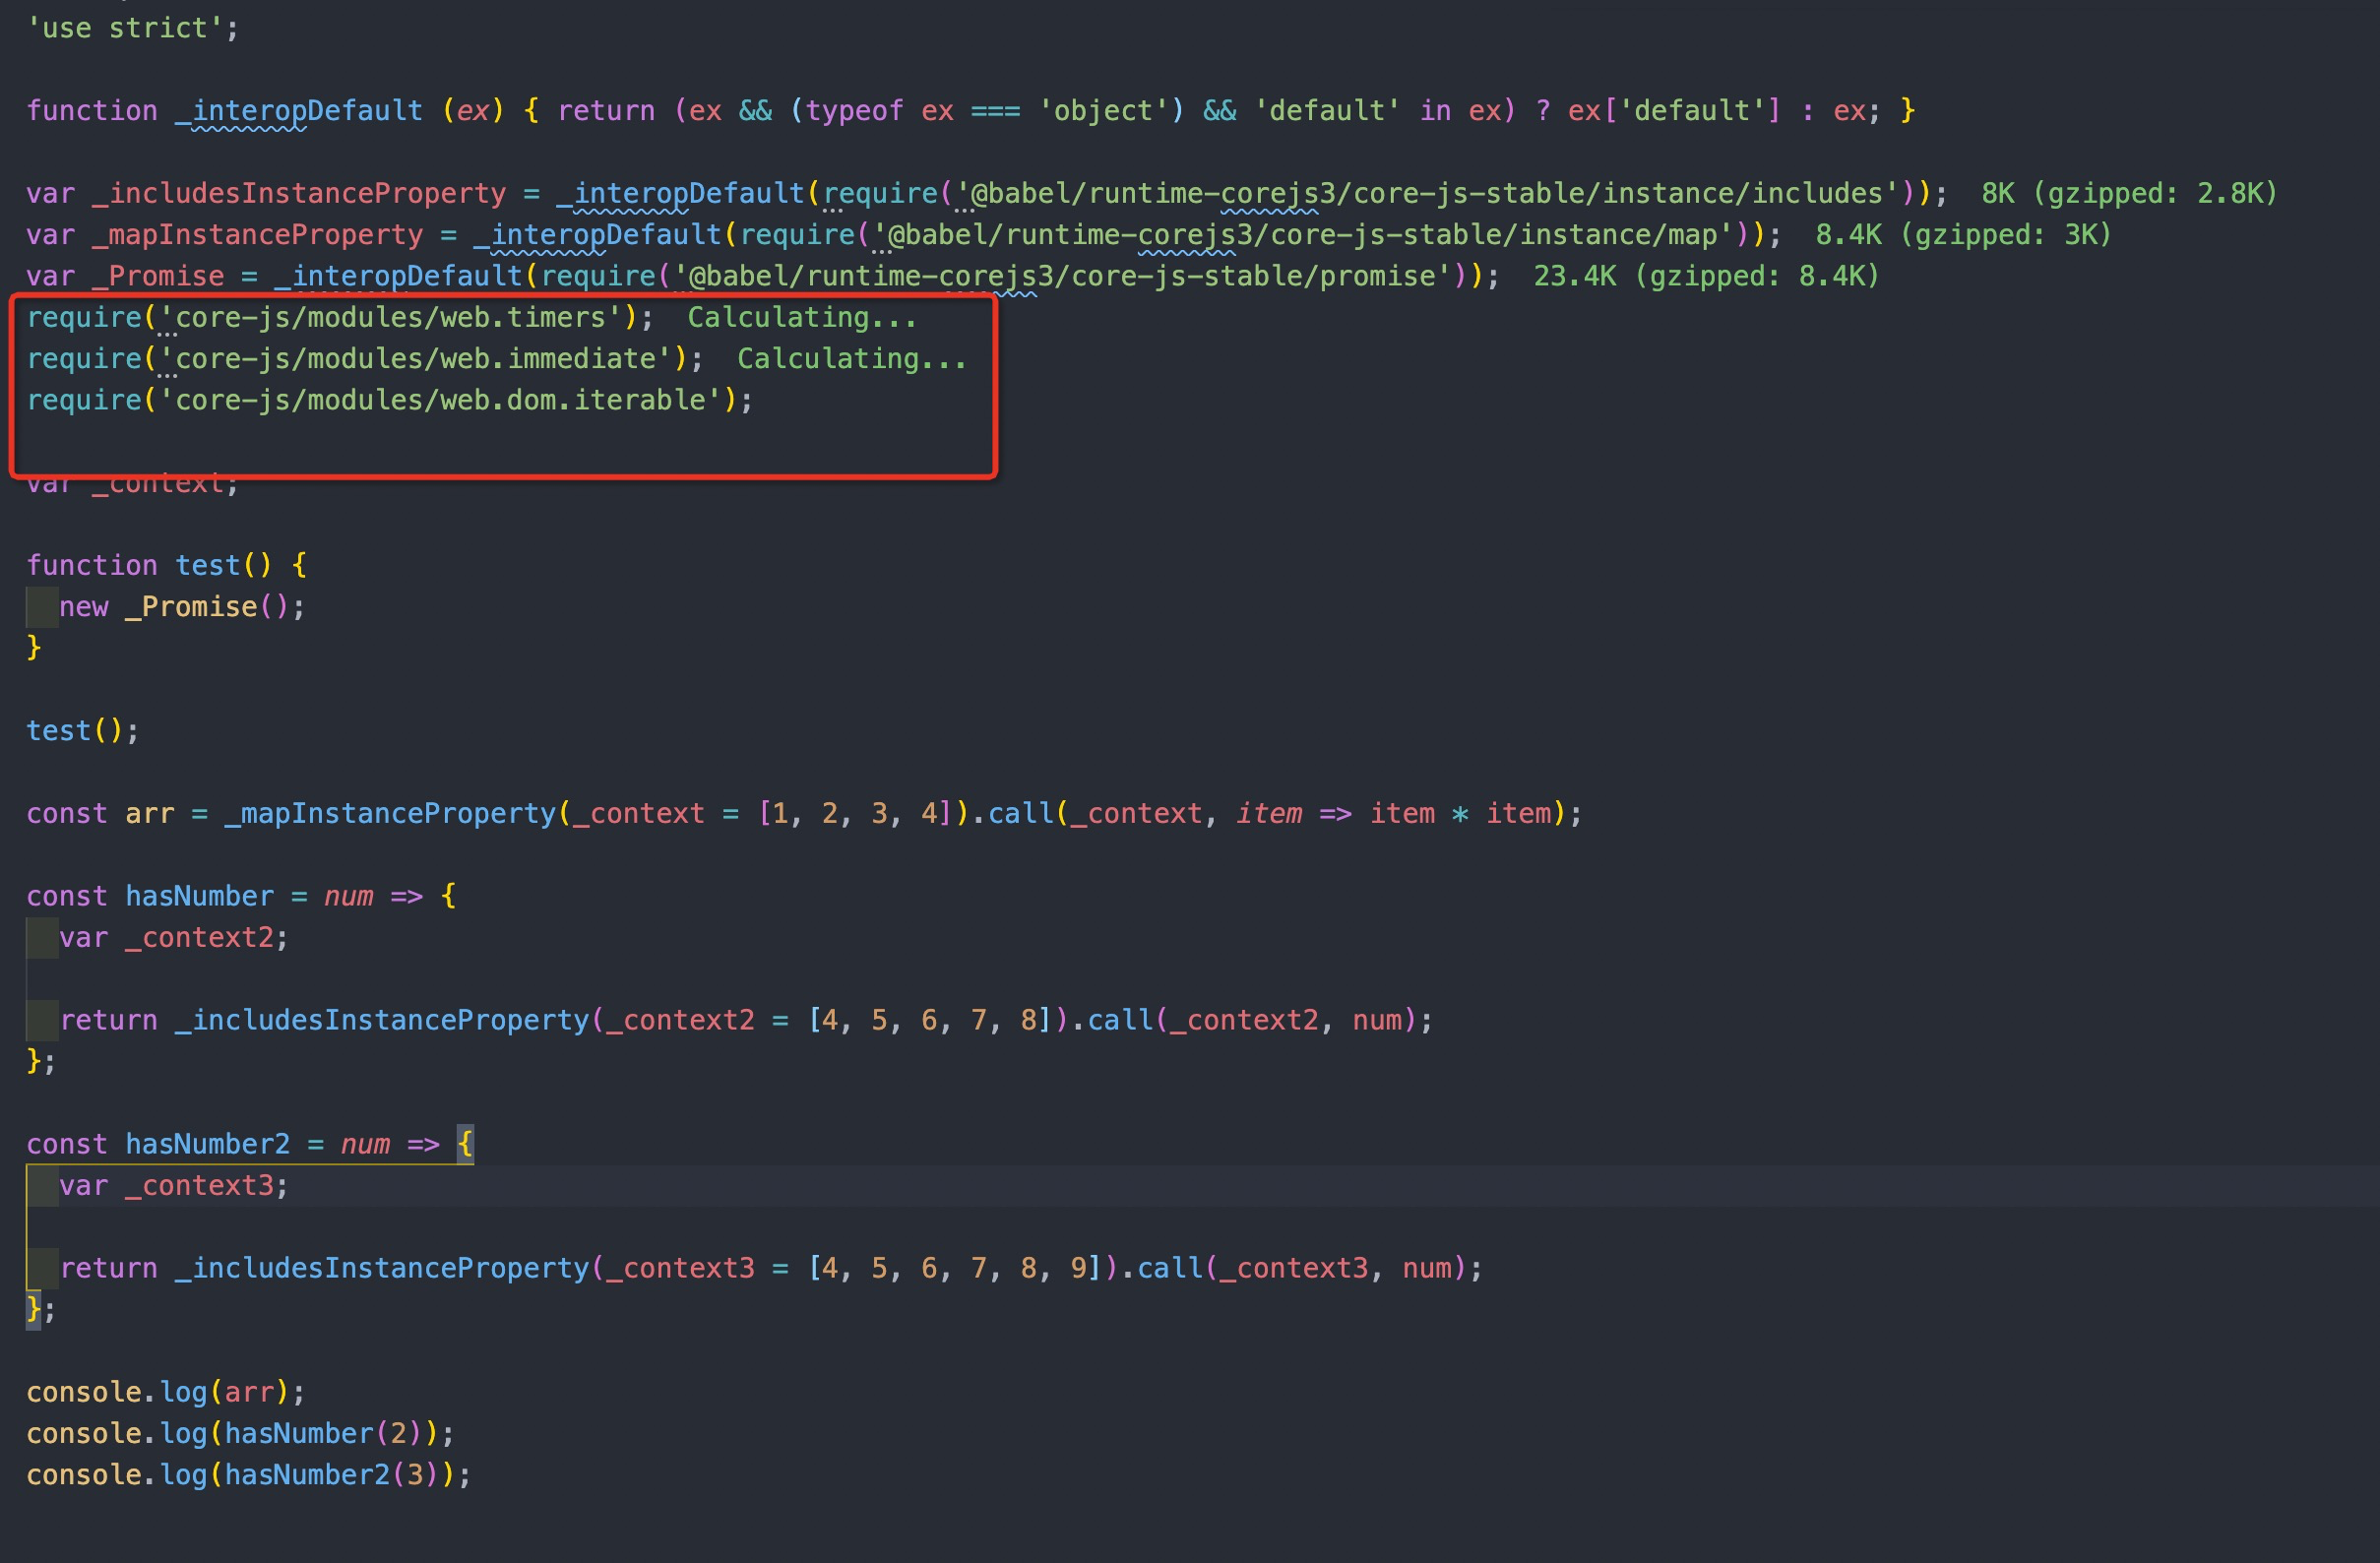 'use strict';
function _interopDefault (ex) { return (ex && (typeof ex === 'object') && 'default' in ex) ? ex['default'] : ex; }
var _includesInstanceProperty = _interopDefault(require('@babel/runtime-corejs3/core-js-stable/instance/includes'));  8K (gzipped: 2.8K)
var _mapInstanceProperty = _interopDefault(require('@babel/runtime-corejs3/core-js-stable/instance/map'));  8.4K (gzipped: 3K)
var _Promise = _interopDefault(require('@babel/runtime-corejs3/core-js-stable/promise'));  23.4K (gzipped: 8.4K)
require('core-js/modules/web.timers');  Calculating...
require('core-js/modules/web.immediate');  Calculating...
require('core-js/modules/web.dom.iterable');
var _context;
function test() {
  new _Promise();
}
test();
const arr = _mapInstanceProperty(_context = [1, 2, 3, 4]).call(_context, item => item * item);
const hasNumber = num => {
  var _context2;
  return _includesInstanceProperty(_context2 = [4, 5, 6, 7, 8]).call(_context2, num);
};
const hasNumber2 = num => {
  var _context3;
  return _includesInstanceProperty(_context3 = [4, 5, 6, 7, 8, 9]).call(_context3, num);
};
console.log(arr);
console.log(hasNumber(2));
console.log(hasNumber2(3));